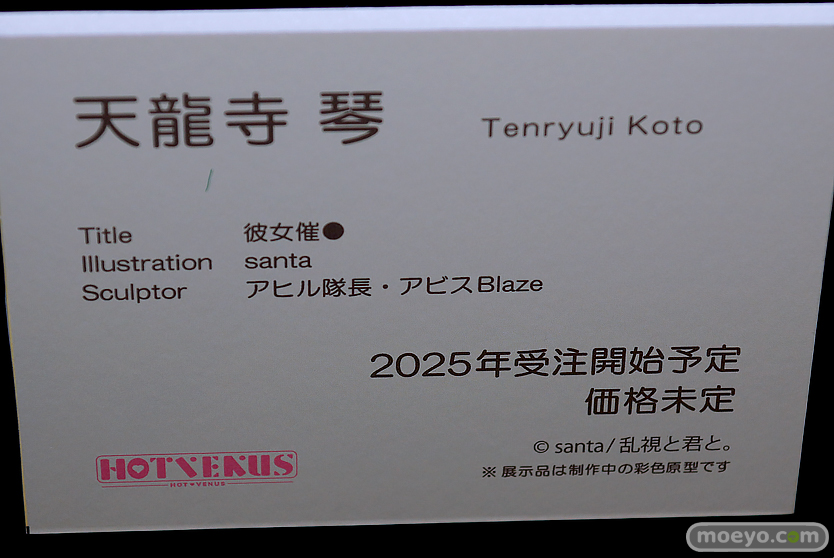 天龍寺 琴 Tenryuji Koto
Title 彼女催●
Illustration santa
Sculptor アヒル隊長・アビスBlaze
2025年受注開始予定
価格未定
© santa/乱視と君と。
※展示品は制作中の彩色原型です
HOTVENUS
HOT♥VENUS
moeyo.com